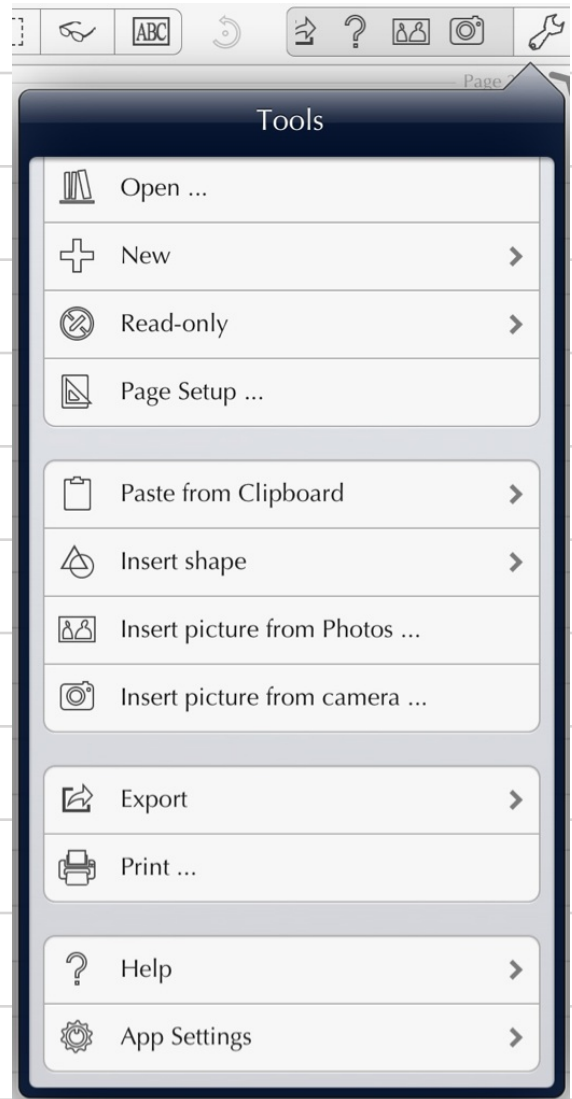 ABC
Page
Tools
Open ...
New
Read-only
Page Setup ...
Paste from Clipboard
Insert shape
Insert picture from Photos ...
Insert picture from camera ...
Export
Print ...
Help
App Settings